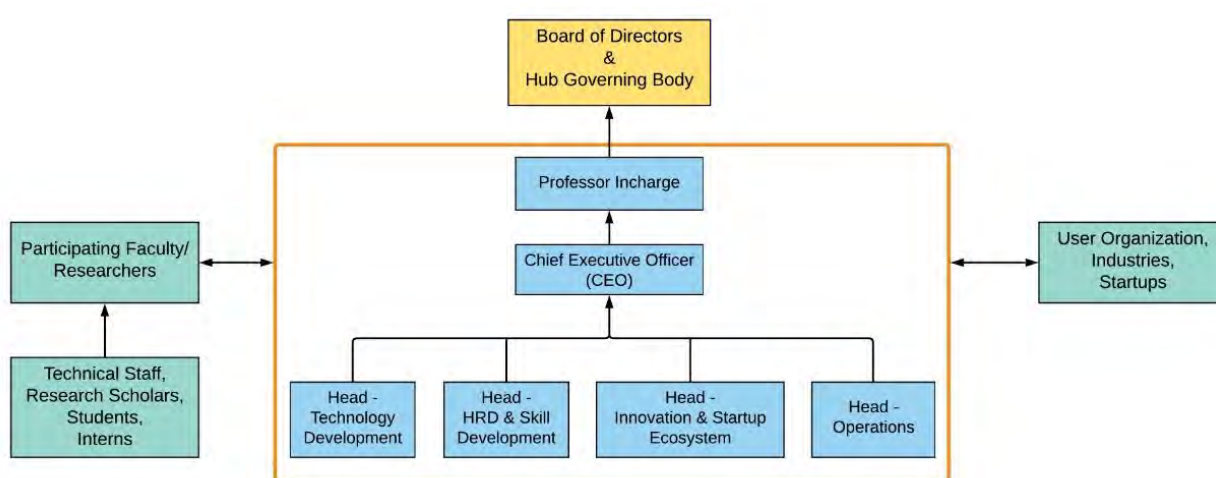 Board of Directors
&
Hub Governing Body
Professor Incharge
Chief Executive Officer
(CEO)
Participating Faculty/
Researchers
User Organization,
Industries,
Startups
Technical Staff,
Research Scholars,
Students,
Interns
Head -
Technology
Development
Head -
HRD & Skill
Development
Head -
Innovation & Startup
Ecosystem
Head -
Operations